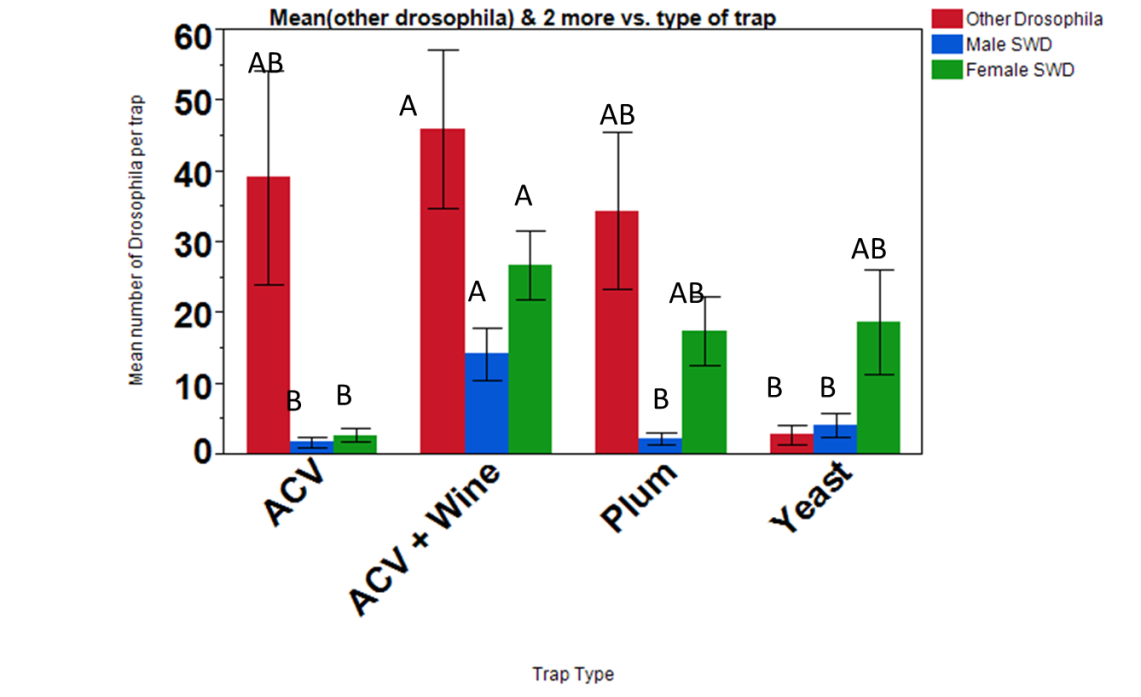 Mean(other drosophila) & 2 more vs. type of trap
Other Drosophila
Male SWD
Female SWD
Mean number of Drosophila per trap
60
50
40
30
20
10
0
AB
B
B
A
A
A
AB
B
AB
B
B
AB
ACV
ACV + Wine
Plum
Yeast
Trap Type